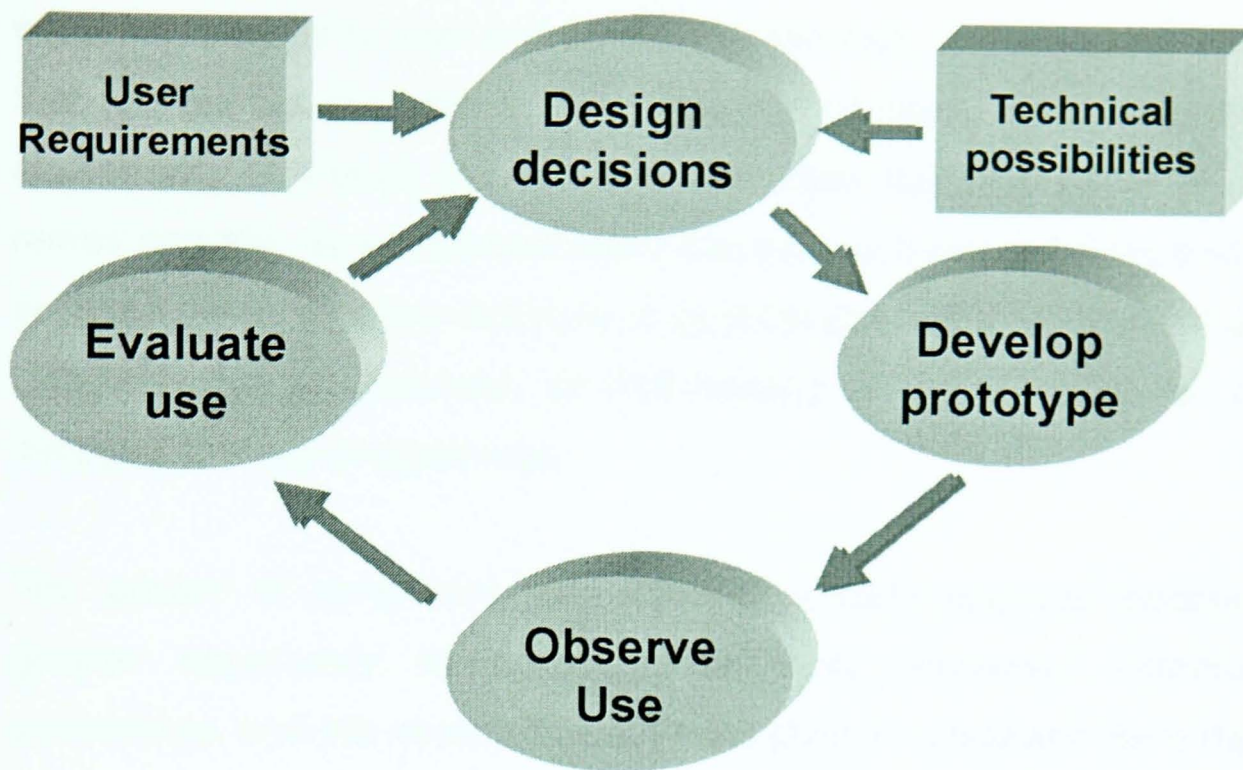 User
Requirements
Design
decisions
Technical
possibilities
Evaluate
use
Develop
prototype
Observe
Use